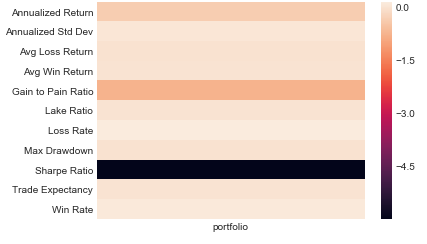 Annualized Return
Annualized Std Dev
Avg Loss Return
Avg Win Return
Gain to Pain Ratio
Lake Ratio
Loss Rate
Max Drawdown
Sharpe Ratio
Trade Expectancy
Win Rate
portfolio
0.0
−1.5
−3.0
−4.5